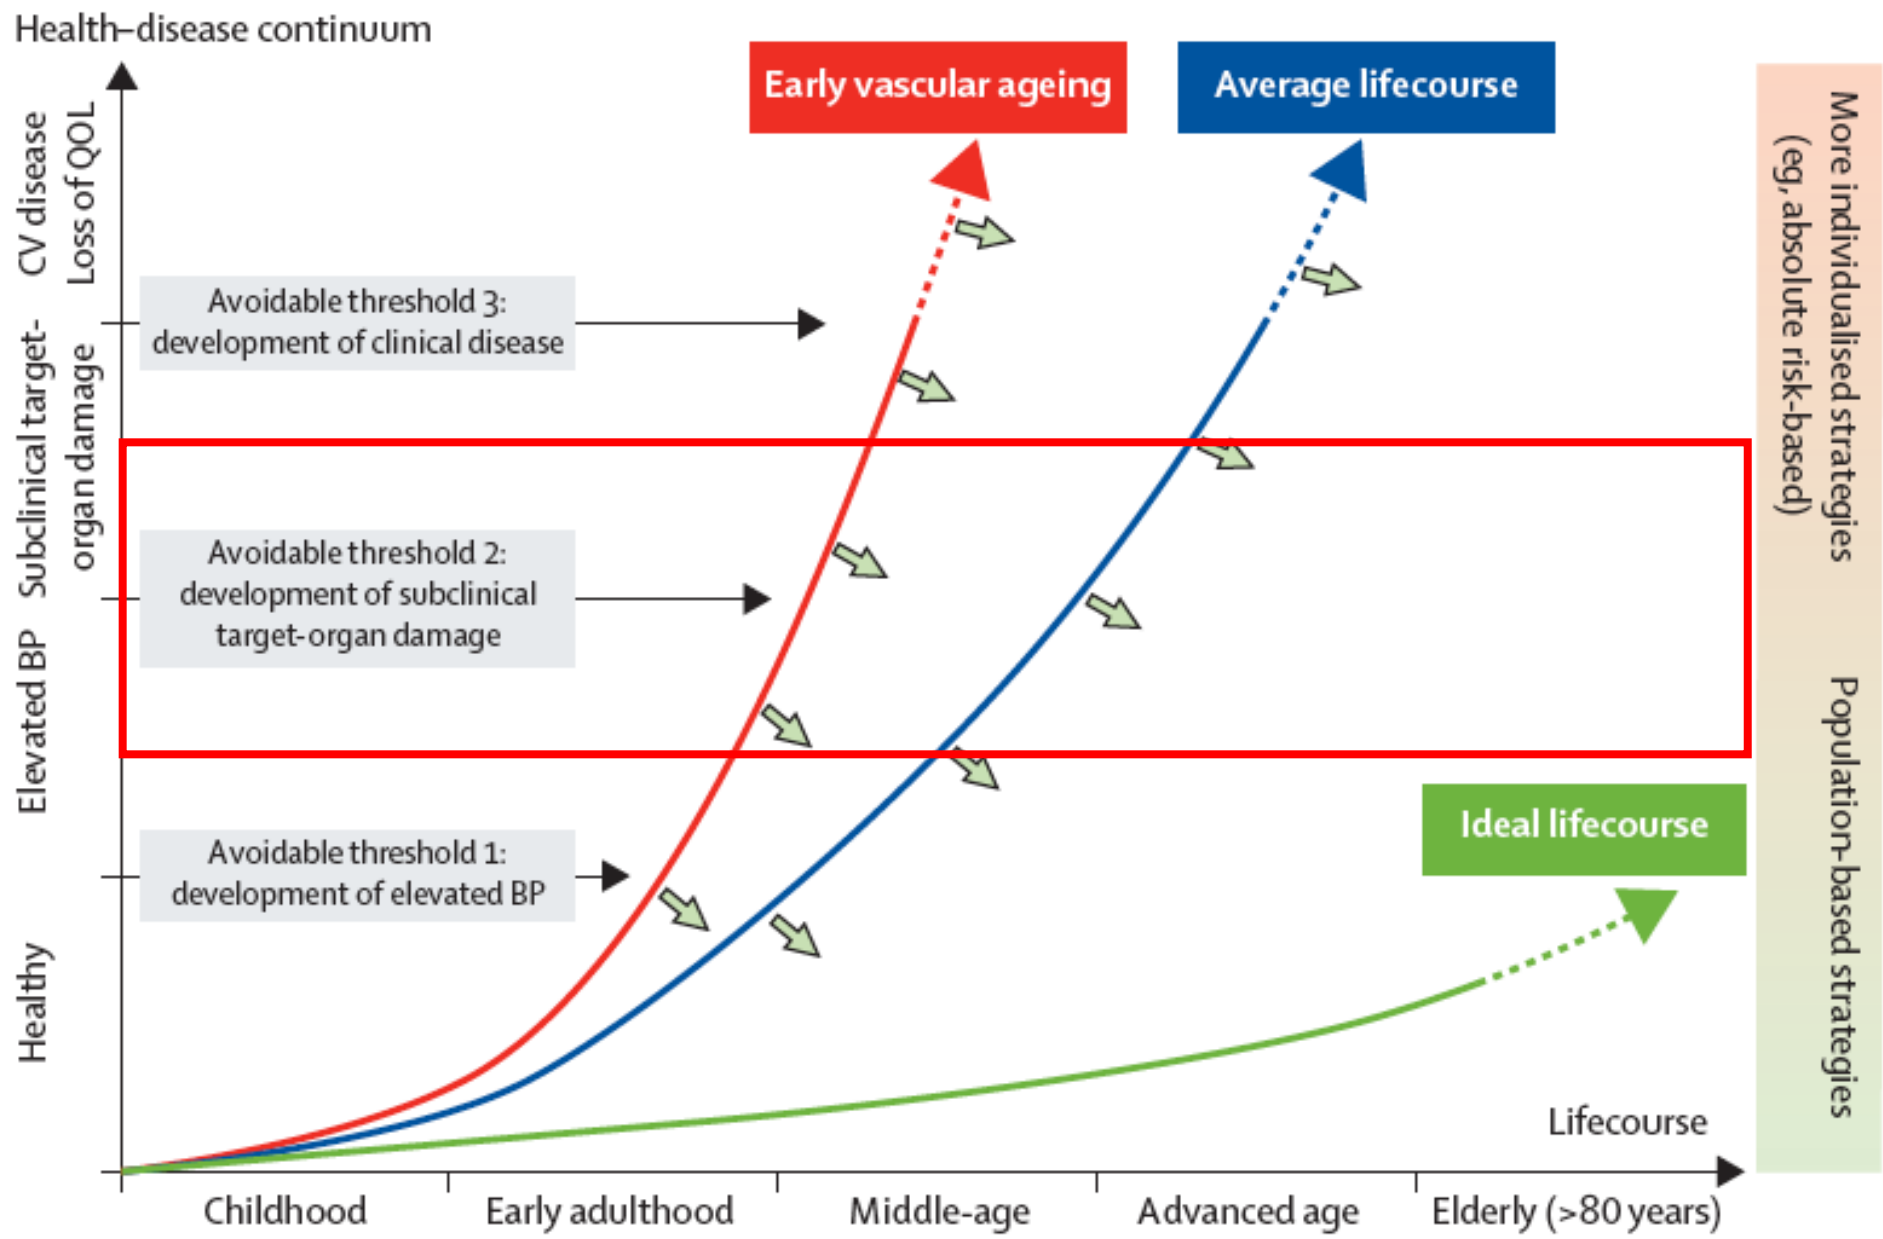 Health–disease continuum
Early vascular ageing
Average lifecourse
CV disease
Loss of QOL
Subclinical target-
organ damage
Elevated BP
Healthy
Avoidable threshold 3:
development of clinical disease
Avoidable threshold 2:
development of subclinical
target-organ damage
Avoidable threshold 1:
development of elevated BP
Ideal lifecourse
Lifecourse
Childhood
Early adulthood
Middle-age
Advanced age
Elderly (>80 years)
More individualised strategies
(eg, absolute risk-based)
Population-based strategies